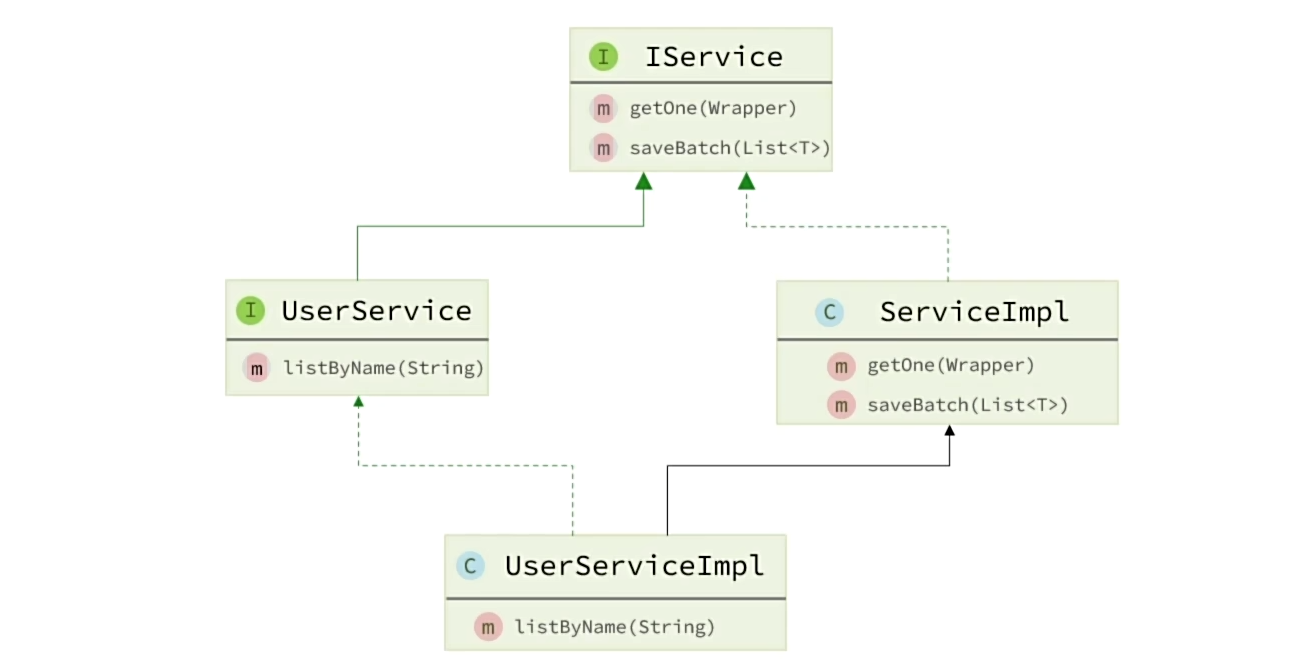 I IService
m getOne(Wrapper)
m saveBatch(List<T>)
I UserService
m listByName(String)
C ServiceImpl
m getOne(Wrapper)
m saveBatch(List<T>)
C UserServiceImpl
m listByName(String)